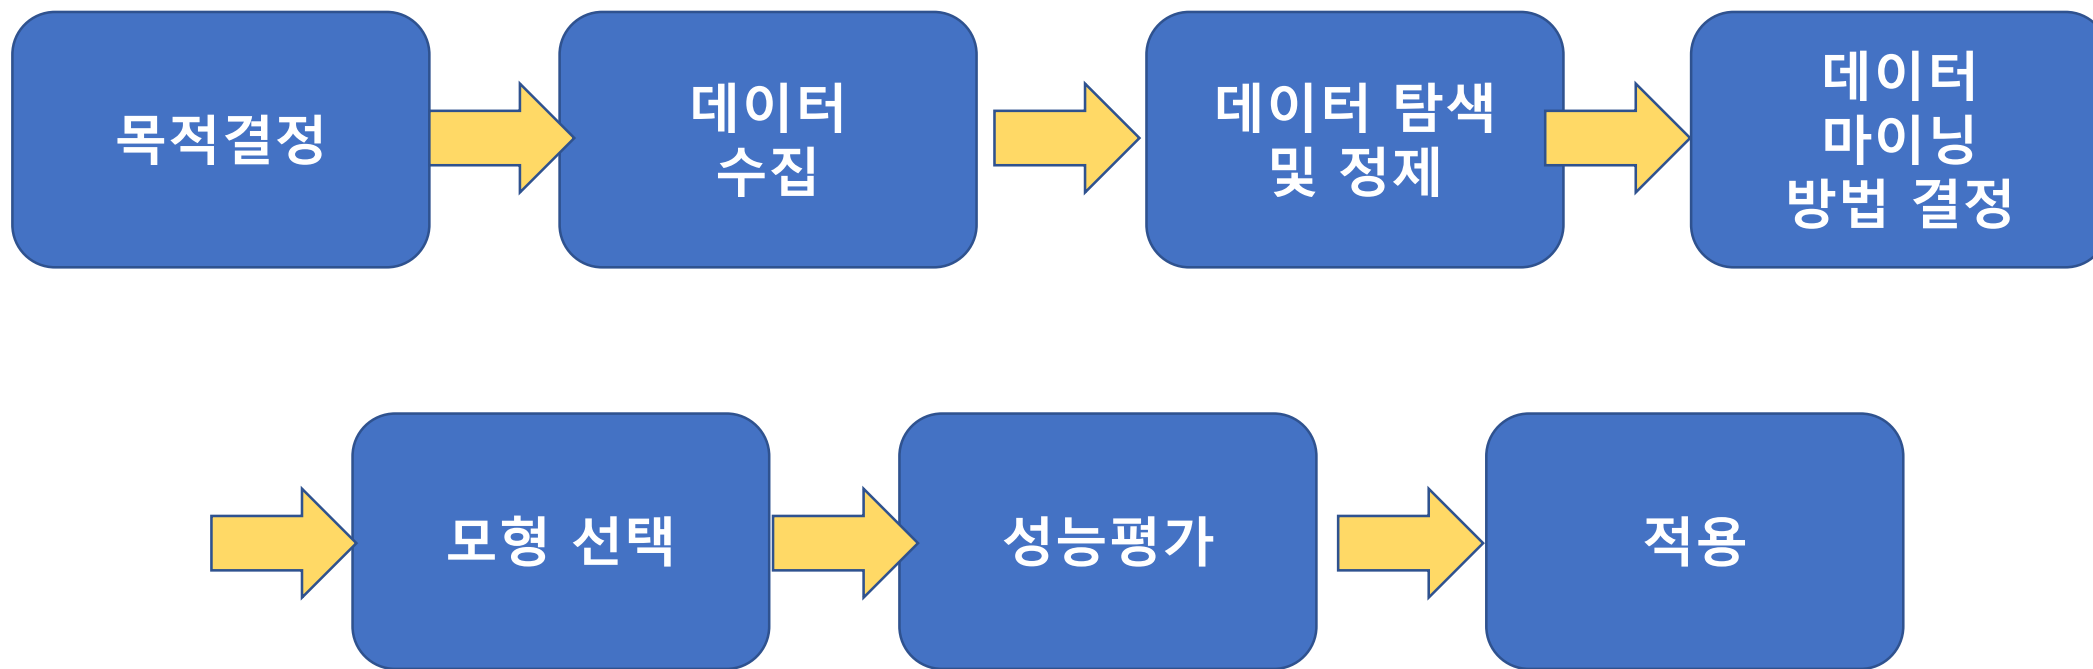 목적결정
데이터
수집
데이터 탐색
및 정제
데이터
마이닝
방법 결정
모형 선택
성능평가
적용